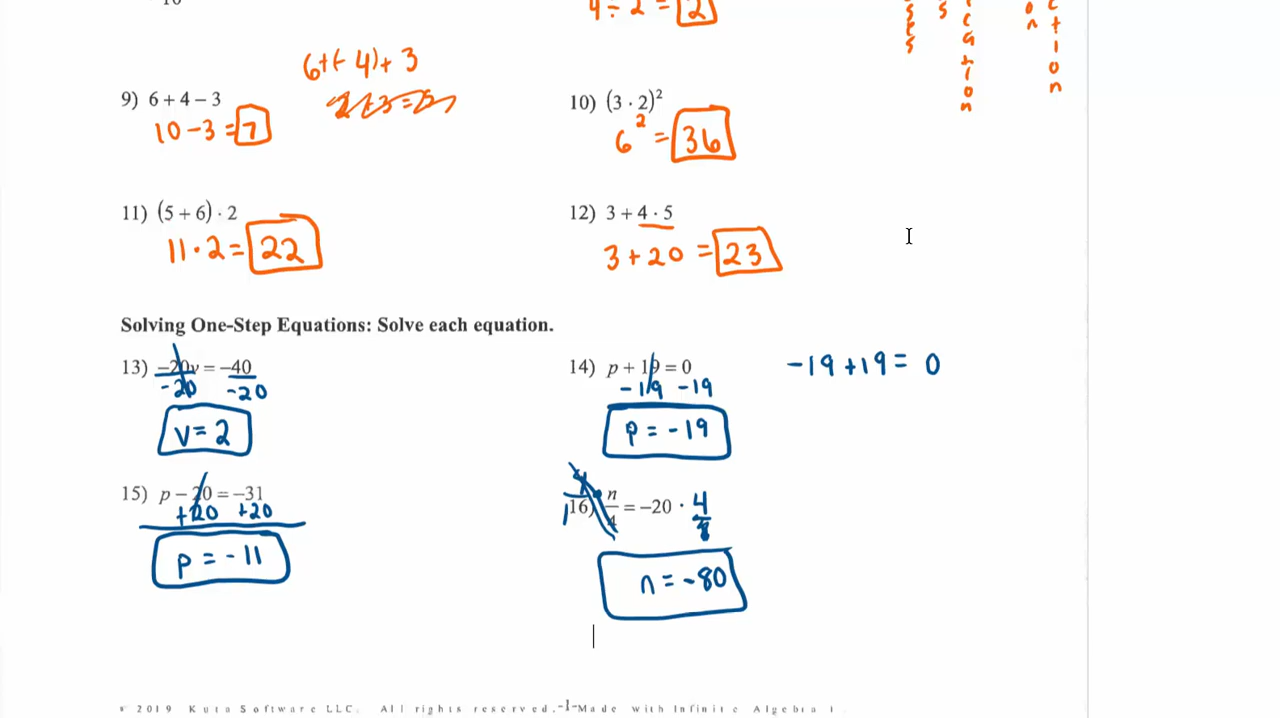 4 ÷ 2 = 2
6+(-4)+3
9) 6 + 4 − 3
10 - 3 = 7
10) (3 · 2)²
6² = 36
11) (5 + 6) · 2
11 · 2 = 22
12) 3 + 4 · 5
3 + 20 = 23
Solving One-Step Equations: Solve each equation.
13) −20v = −40
-20 -20
v = 2
14) p + 19 = 0
-19 -19
p = -19
-19 + 19 = 0
15) p − 20 = −31
+20 +20
p = -11
16) n/4 = −20 · 4
n = -80
© 2019 Kuta Software LLC. All rights reserved. -1- Made with Infinite Algebra 1